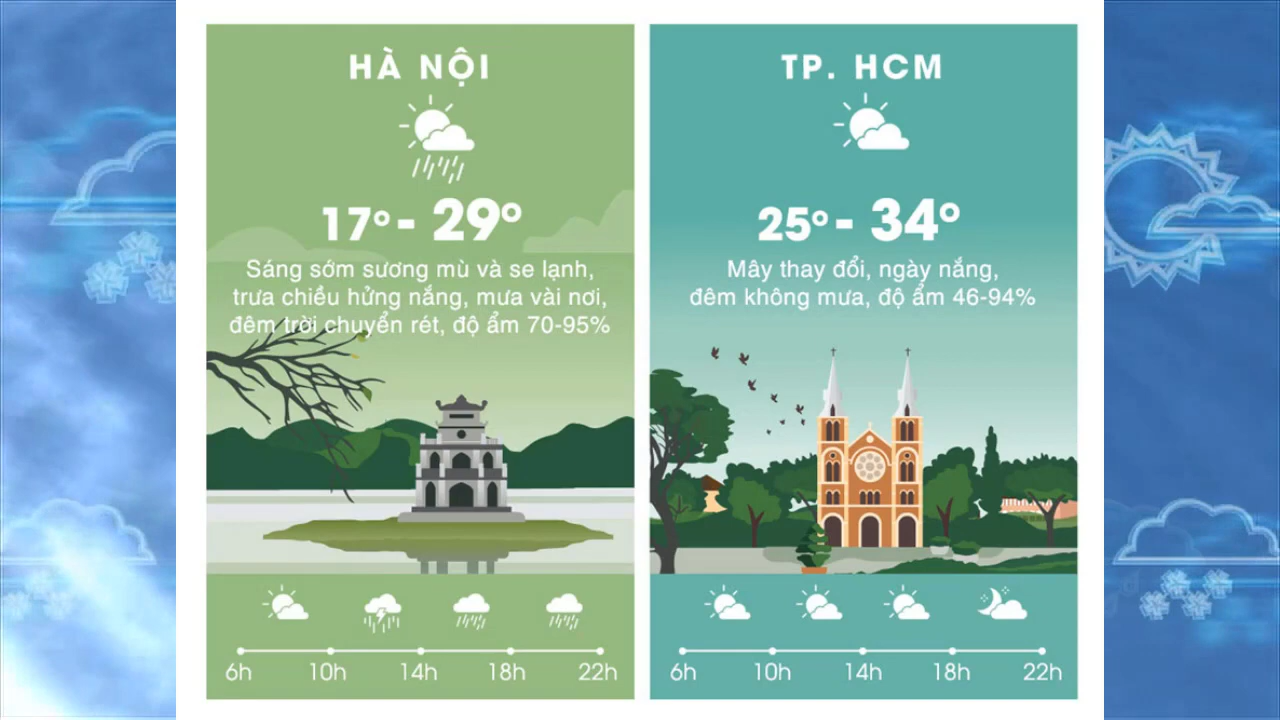 HÀ NỘI
17° - 29°
Sáng sớm sương mù và se lạnh,
trưa chiều hửng nắng, mưa vài nơi,
đêm trời chuyển rét, độ ẩm 70-95%
6h 10h 14h 18h 22h
TP. HCM
25° - 34°
Mây thay đổi, ngày nắng,
đêm không mưa, độ ẩm 46-94%
6h 10h 14h 18h 22h